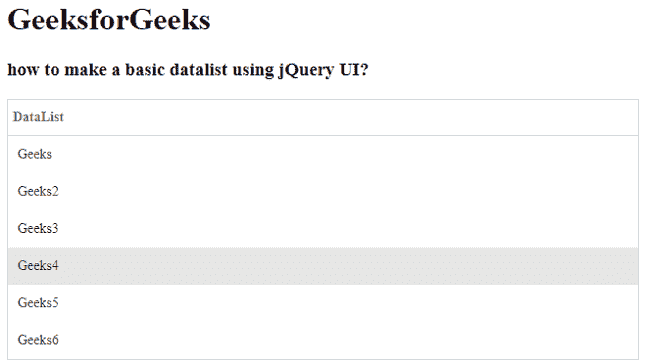 GeeksforGeeks
how to make a basic datalist using jQuery UI?
DataList
Geeks
Geeks2
Geeks3
Geeks4
Geeks5
Geeks6